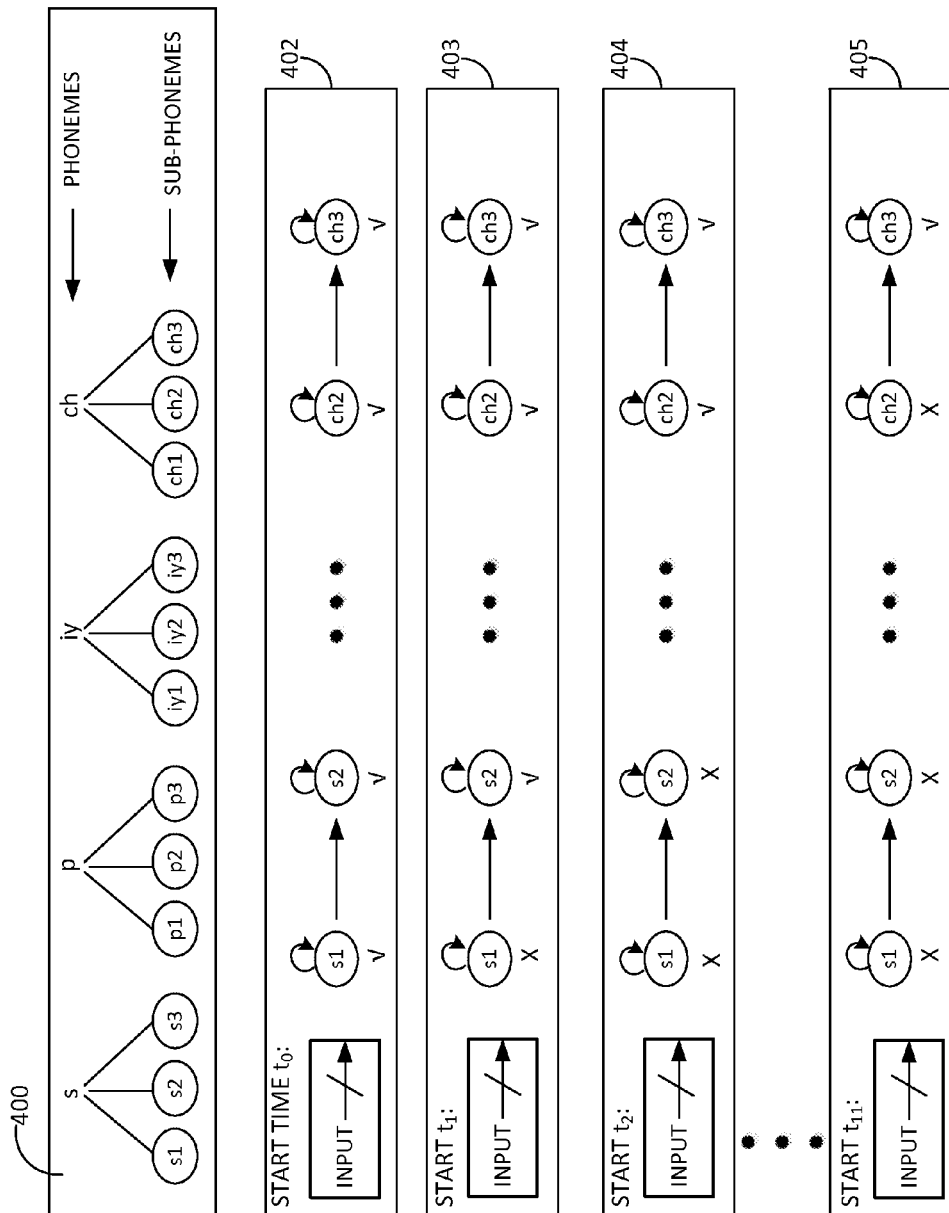 400
s p iy ch PHONEMES
s1 s2 s3 p1 p2 p3 iy1 iy2 iy3 ch1 ch2 ch3 SUB-PHONEMES
402
START TIME t₀:
INPUT s1 s2 ch2 ch3
√ √ √ √
403
START t₁:
INPUT s1 s2 ch2 ch3
X √ √ √
404
START t₂:
INPUT s1 s2 ch2 ch3
X X √ √
405
START t₁₁:
INPUT s1 s2 ch2 ch3
X X X √